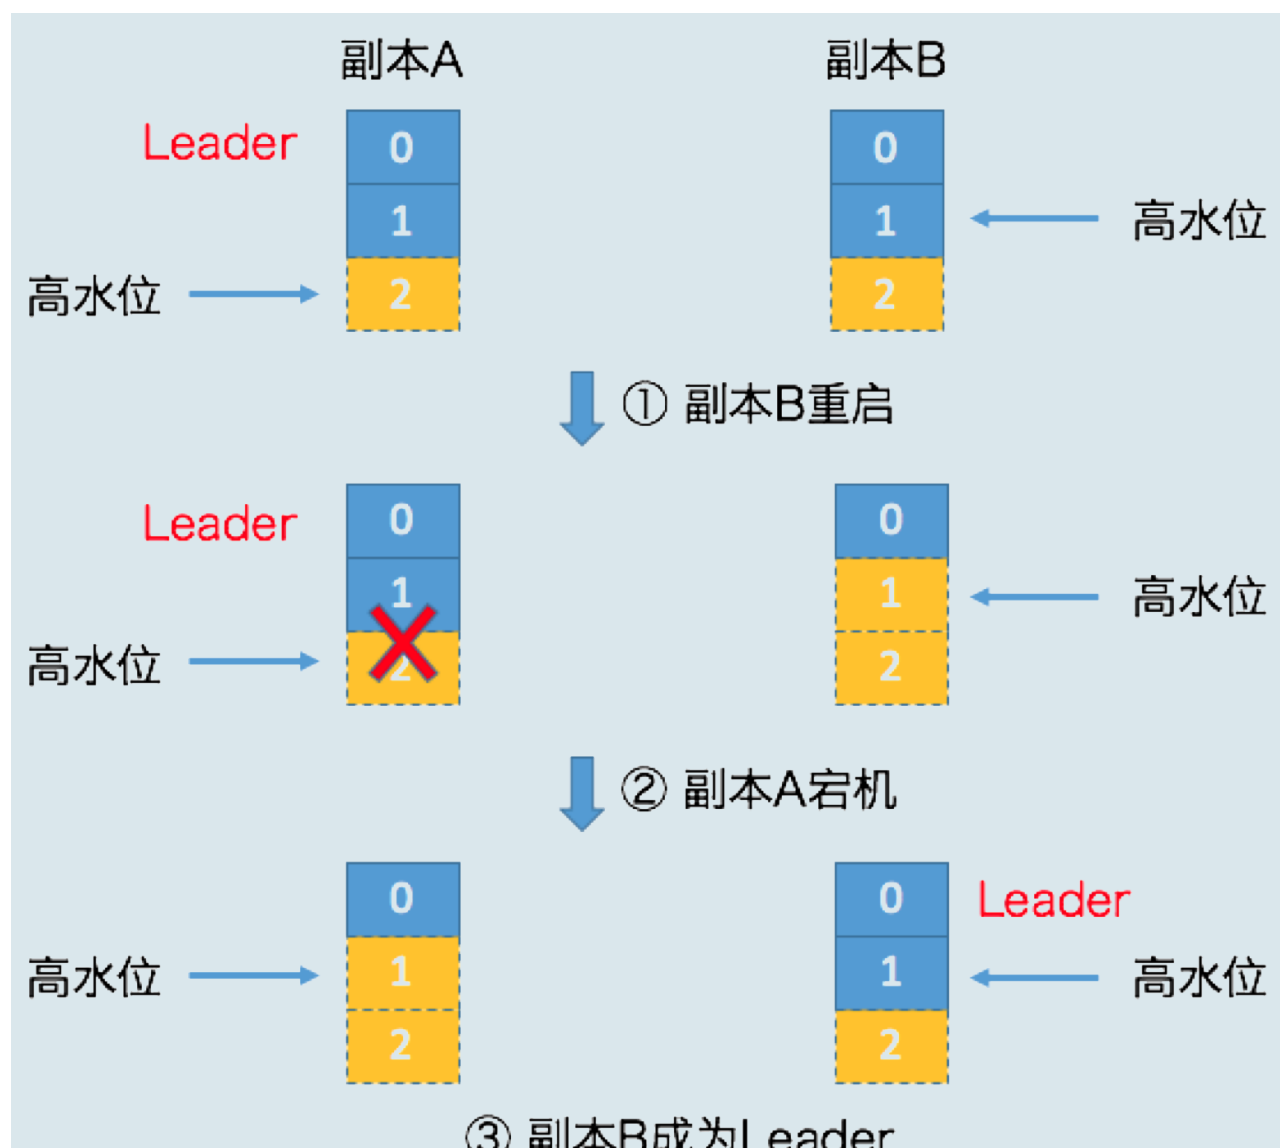 副本A 副本B
Leader 0 0
1 1 高水位
高水位 2 2
① 副本B重启
Leader 0 0
1 1 高水位
高水位 2 2
② 副本A宕机
0 0 Leader
高水位 1 1 高水位
2 2
③ 副本B成为Leader